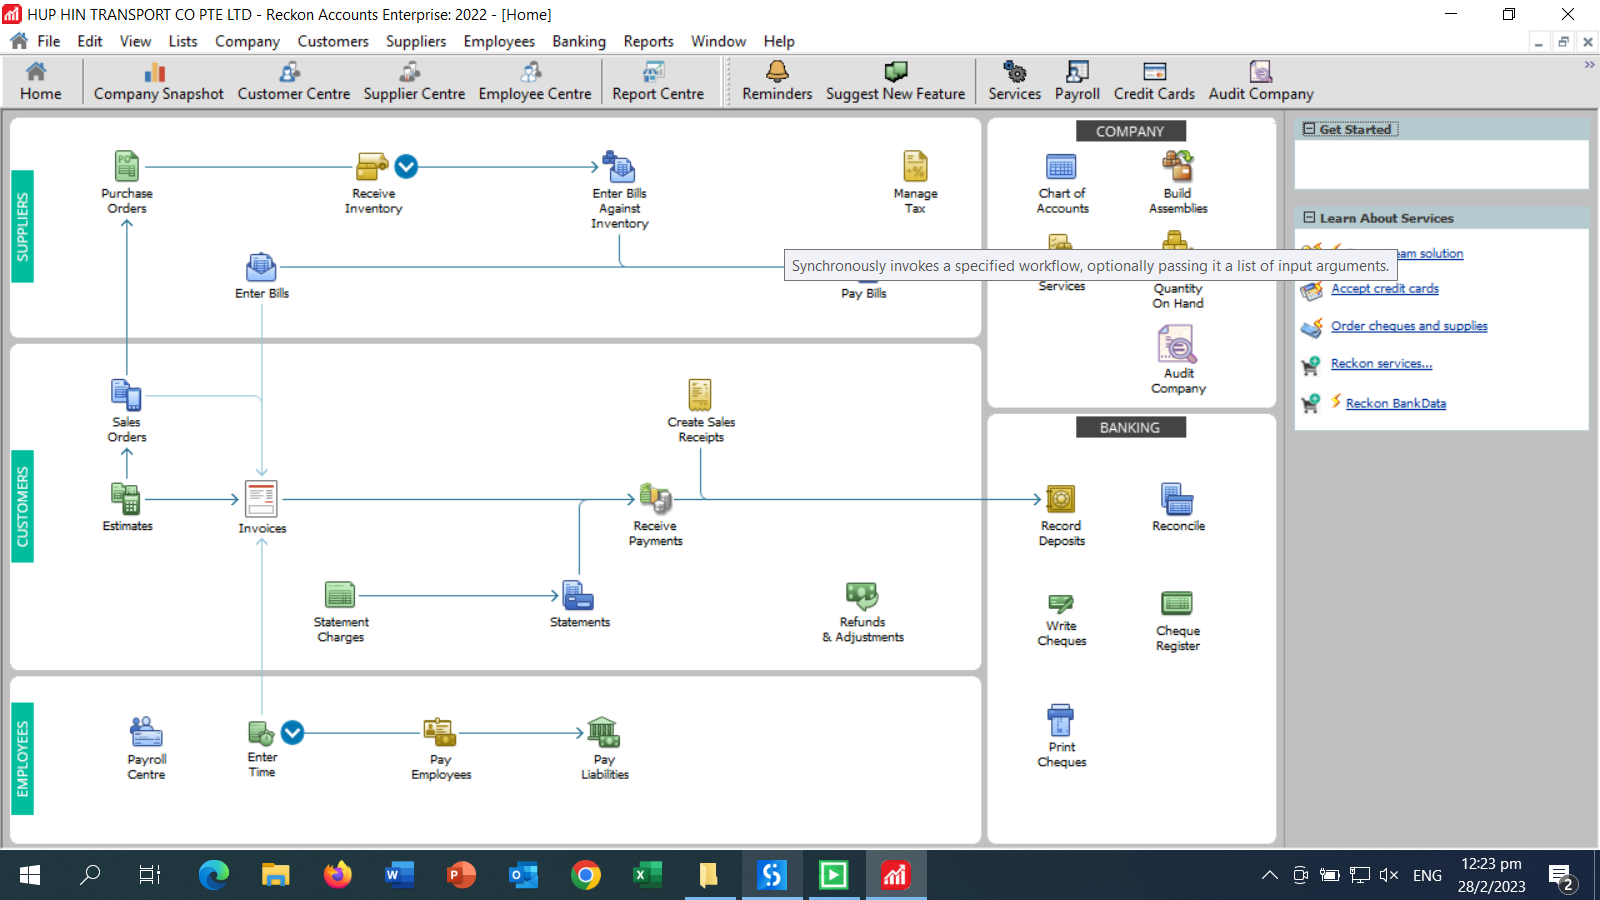 HUP HIN TRANSPORT CO PTE LTD - Reckon Accounts Enterprise: 2022 - [Home]
File Edit View Lists Company Customers Suppliers Employees Banking Reports Window Help
Home Company Snapshot Customer Centre Supplier Centre Employee Centre Report Centre Reminders Suggest New Feature Services Payroll Credit Cards Audit Company
SUPPLIERS
Purchase
Orders
Receive
Inventory
Enter Bills
Against
Inventory
Manage
Tax
Enter Bills
Pay Bills
CUSTOMERS
Sales
Orders
Create Sales
Receipts
Estimates
Invoices
Receive
Payments
Statement
Charges
Statements
Refunds
& Adjustments
EMPLOYEES
Payroll
Centre
Enter
Time
Pay
Employees
Pay
Liabilities
COMPANY
Chart of
Accounts
Build
Assemblies
Synchronously invokes a specified workflow, optionally passing it a list of input arguments.
Services
Quantity
On Hand
Audit
Company
BANKING
Record
Deposits
Reconcile
Write
Cheques
Cheque
Register
Print
Cheques
Get Started
Learn About Services
solution
Accept credit cards
Order cheques and supplies
Reckon services...
Reckon BankData
ENG
12:23 pm
28/2/2023
2